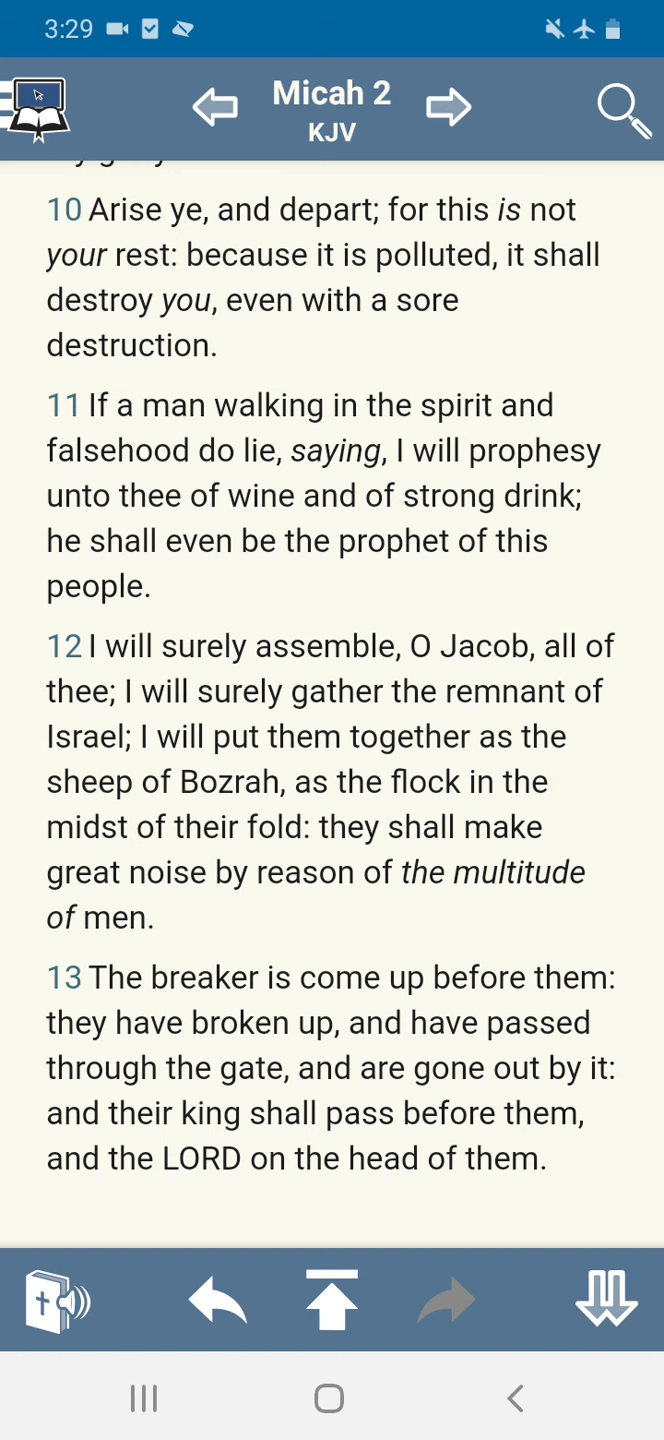 3:29
Micah 2
KJV
10 Arise ye, and depart; for this is not
your rest: because it is polluted, it shall
destroy you, even with a sore
destruction.
11 If a man walking in the spirit and
falsehood do lie, saying, I will prophesy
unto thee of wine and of strong drink;
he shall even be the prophet of this
people.
12 I will surely assemble, O Jacob, all of
thee; I will surely gather the remnant of
Israel; I will put them together as the
sheep of Bozrah, as the flock in the
midst of their fold: they shall make
great noise by reason of the multitude
of men.
13 The breaker is come up before them:
they have broken up, and have passed
through the gate, and are gone out by it:
and their king shall pass before them,
and the LORD on the head of them.